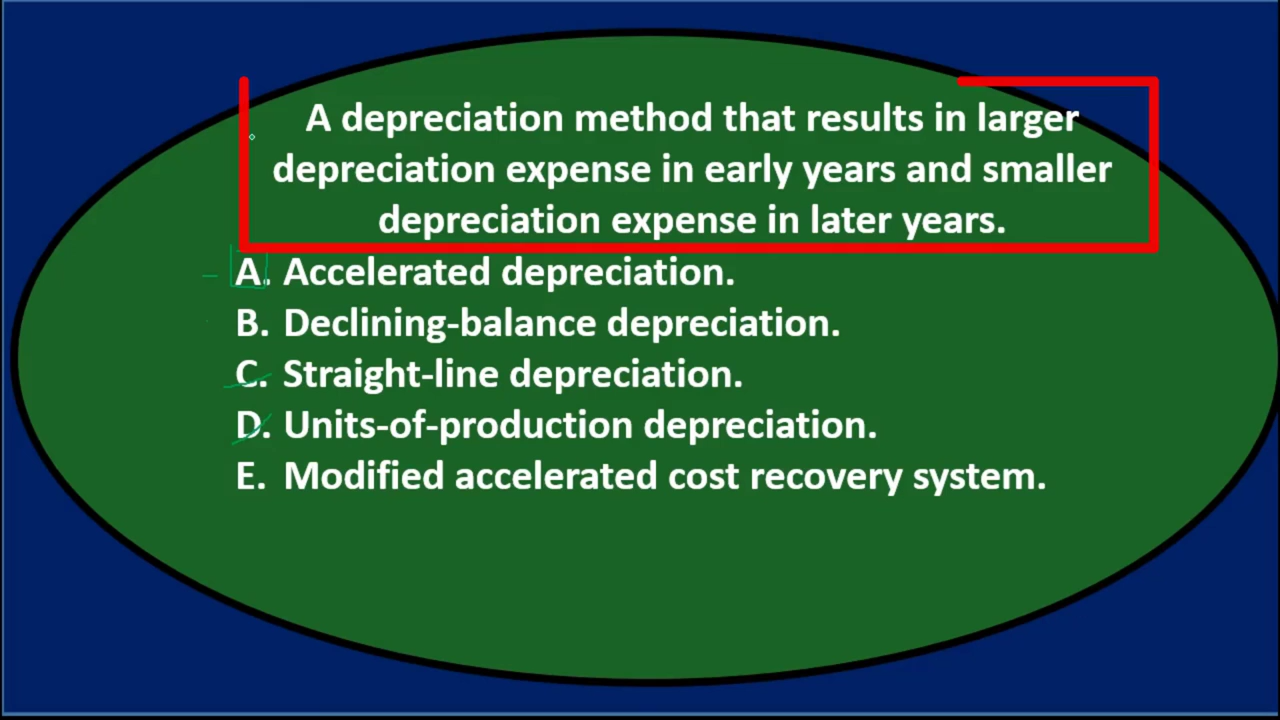 A depreciation method that results in larger
depreciation expense in early years and smaller
depreciation expense in later years.
A. Accelerated depreciation.
B. Declining-balance depreciation.
C. Straight-line depreciation.
D. Units-of-production depreciation.
E. Modified accelerated cost recovery system.